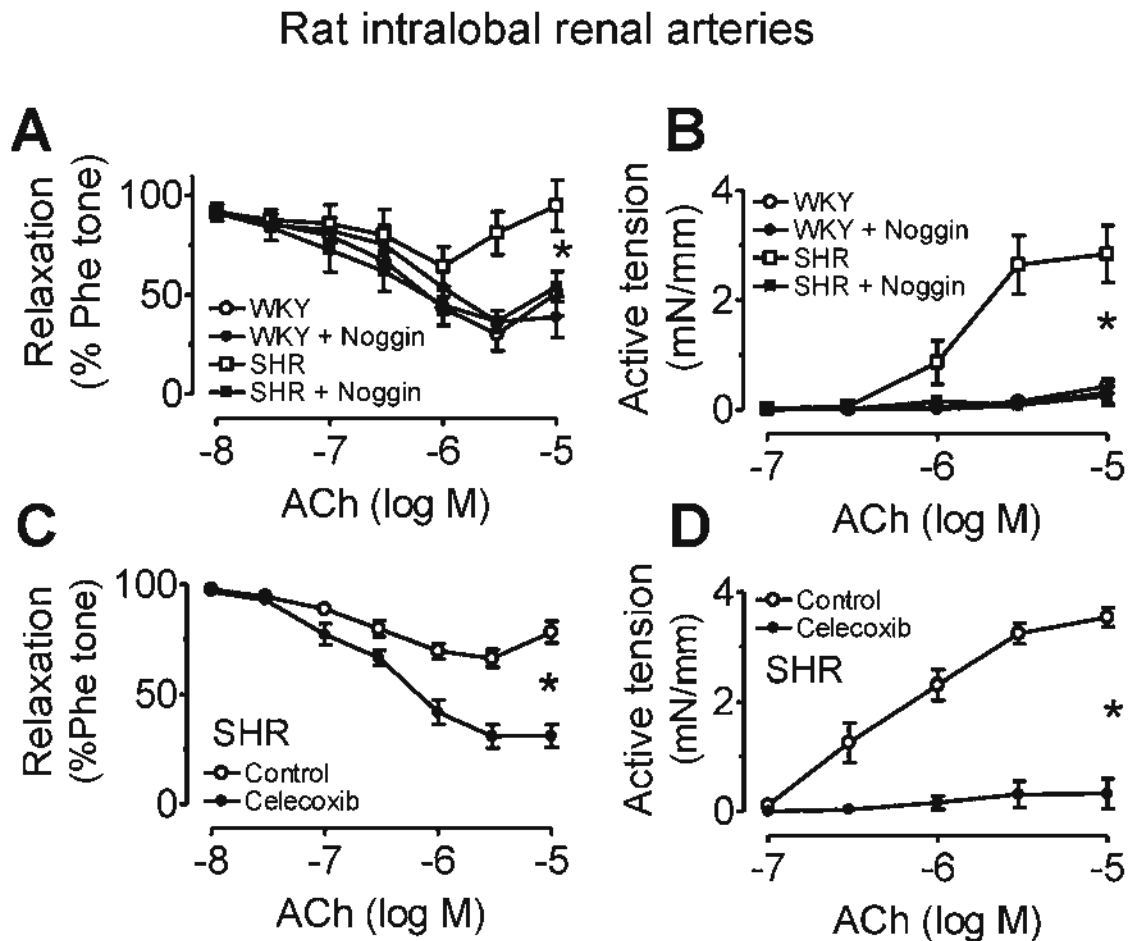 Rat intralobal renal arteries
A
Relaxation
(% Phe tone)
100
50
0
WKY
WKY + Noggin
SHR
SHR + Noggin
*
-8
-7
-6
-5
ACh (log M)
B
Active tension
(mN/mm)
4
2
0
WKY
WKY + Noggin
SHR
SHR + Noggin
*
-7
-6
-5
ACh (log M)
C
Relaxation
(%Phe tone)
100
50
0
SHR
Control
Celecoxib
*
-8
-7
-6
-5
ACh (log M)
D
Active tension
(mN/mm)
4
2
0
Control
Celecoxib
SHR
*
-7
-6
-5
ACh (log M)